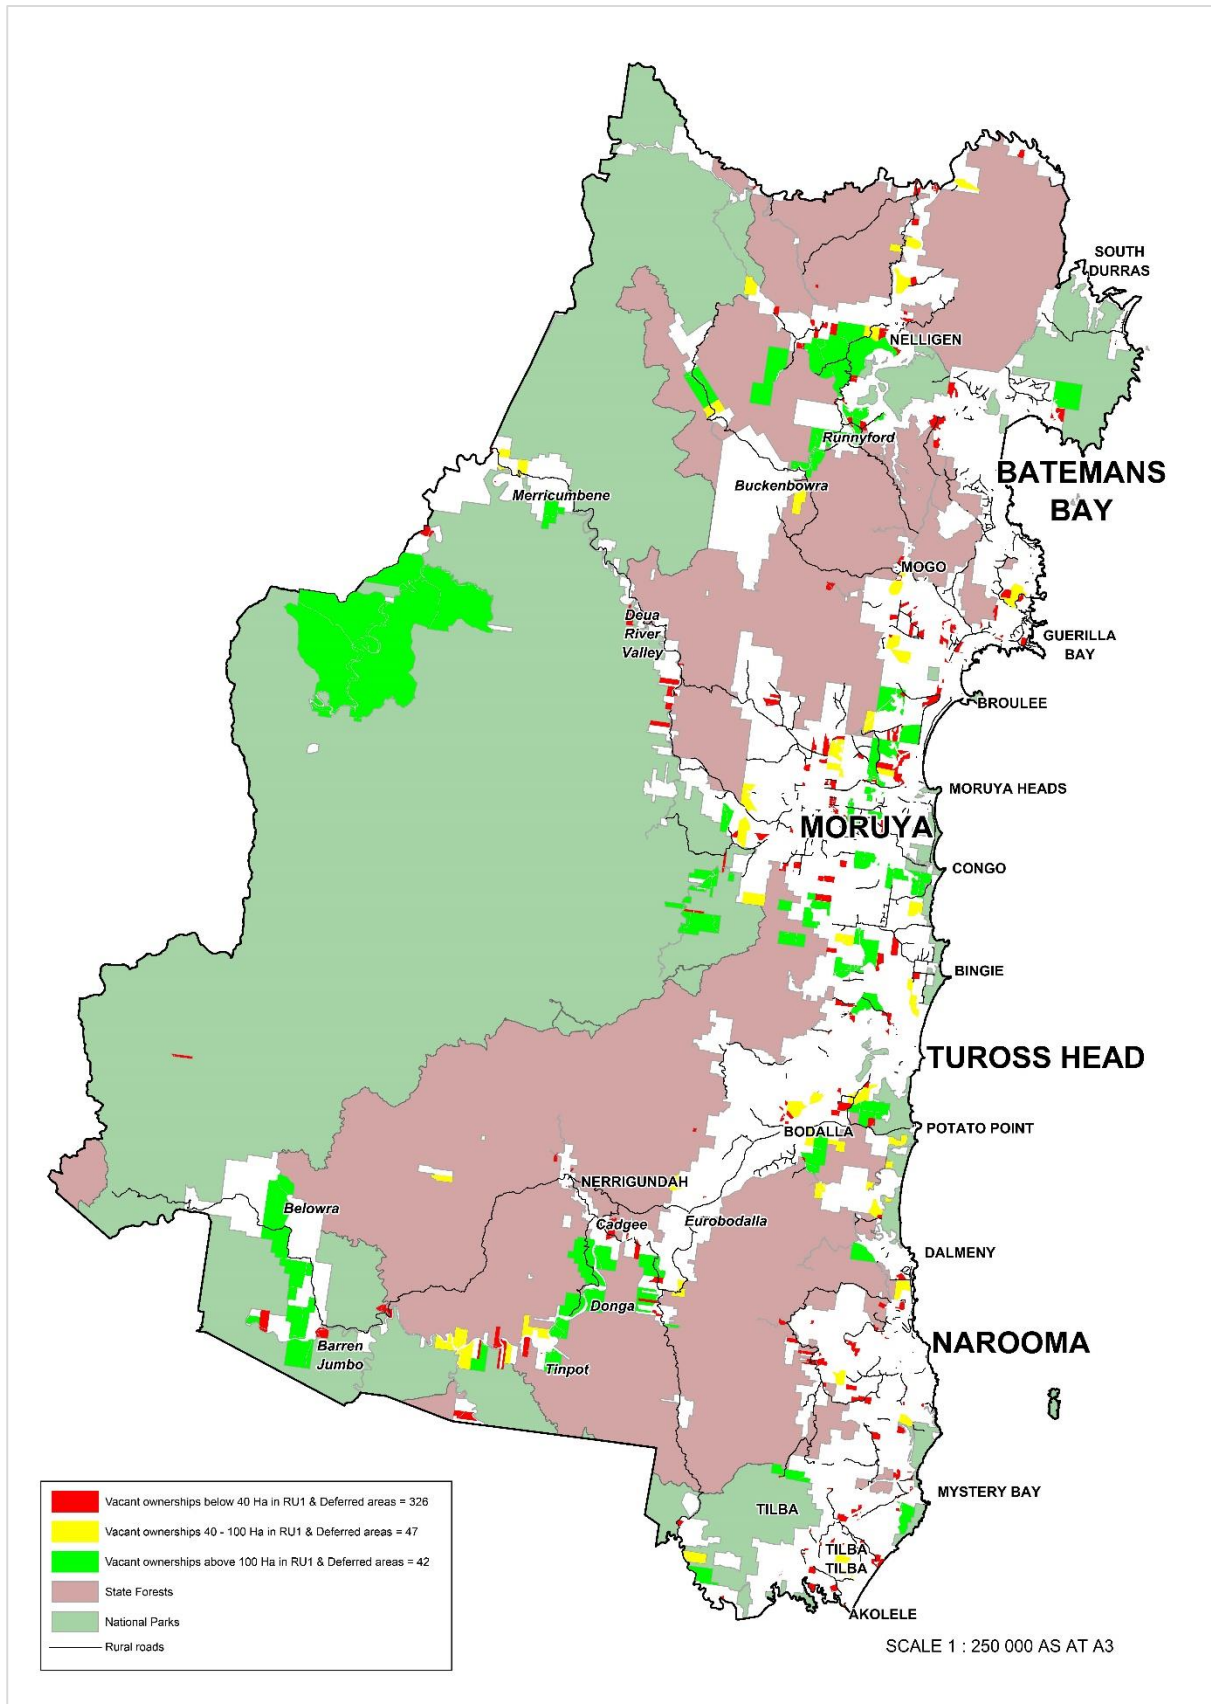 SOUTH
DURRAS
NELLIGEN
Runnyford
BATEMANS
BAY
Buckenbowra
Merricumbene
MOGO
Deua
River
Valley
GUERILLA
BAY
BROULEE
MORUYA HEADS
MORUYA
CONGO
BINGIE
TUROSS HEAD
POTATO POINT
BODALLA
NERRIGUNDAH
Belowra
Cadgee
Eurobodalla
DALMENY
Donga
NAROOMA
Barren
Jumbo
Tinpot
MYSTERY BAY
TILBA
TILBA
TILBA
AKOLELE
Vacant ownerships below 40 Ha in RU1 & Deferred areas = 326
Vacant ownerships 40 - 100 Ha in RU1 & Deferred areas = 47
Vacant ownerships above 100 Ha in RU1 & Deferred areas = 42
State Forests
National Parks
Rural roads
SCALE 1 : 250 000 AS AT A3